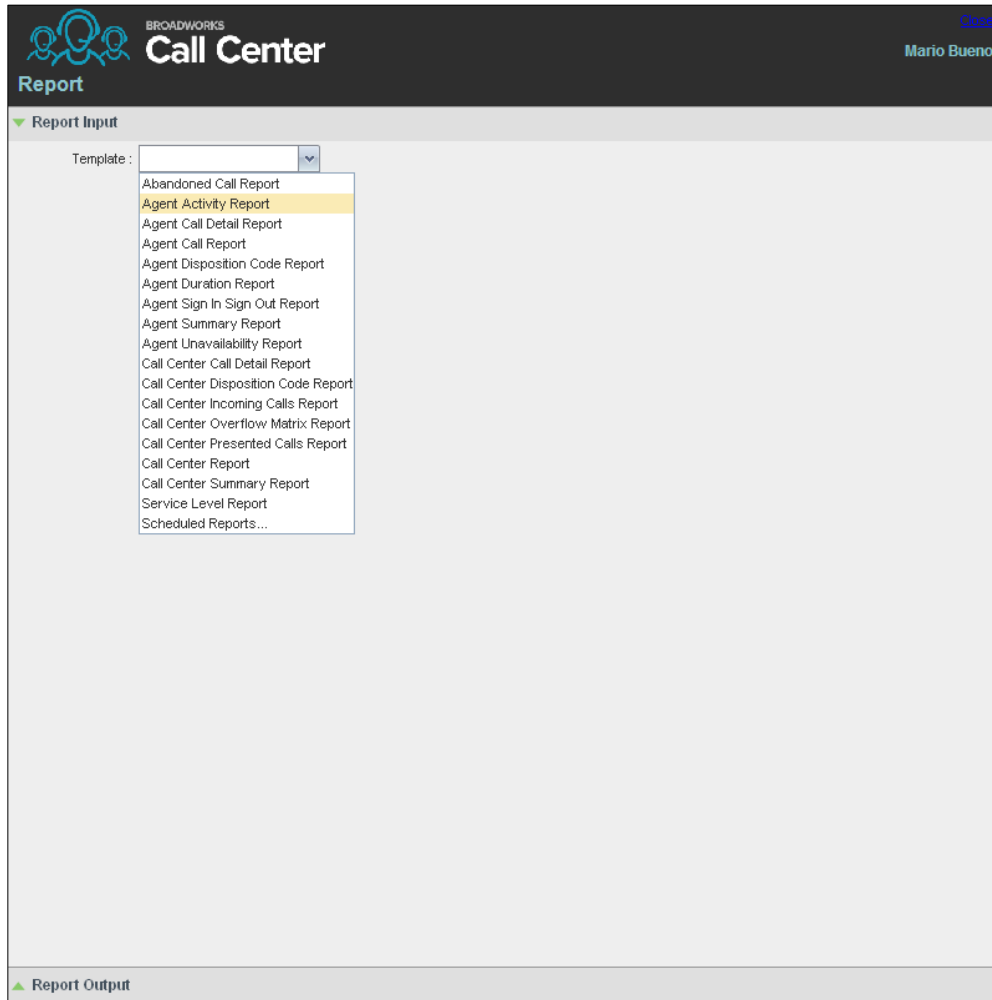 BROADWORKS
Call Center
Close
Mario Bueno
Report
Report Input
Template :
Abandoned Call Report
Agent Activity Report
Agent Call Detail Report
Agent Call Report
Agent Disposition Code Report
Agent Duration Report
Agent Sign In Sign Out Report
Agent Summary Report
Agent Unavailability Report
Call Center Call Detail Report
Call Center Disposition Code Report
Call Center Incoming Calls Report
Call Center Overflow Matrix Report
Call Center Presented Calls Report
Call Center Report
Call Center Summary Report
Service Level Report
Scheduled Reports...
Report Output